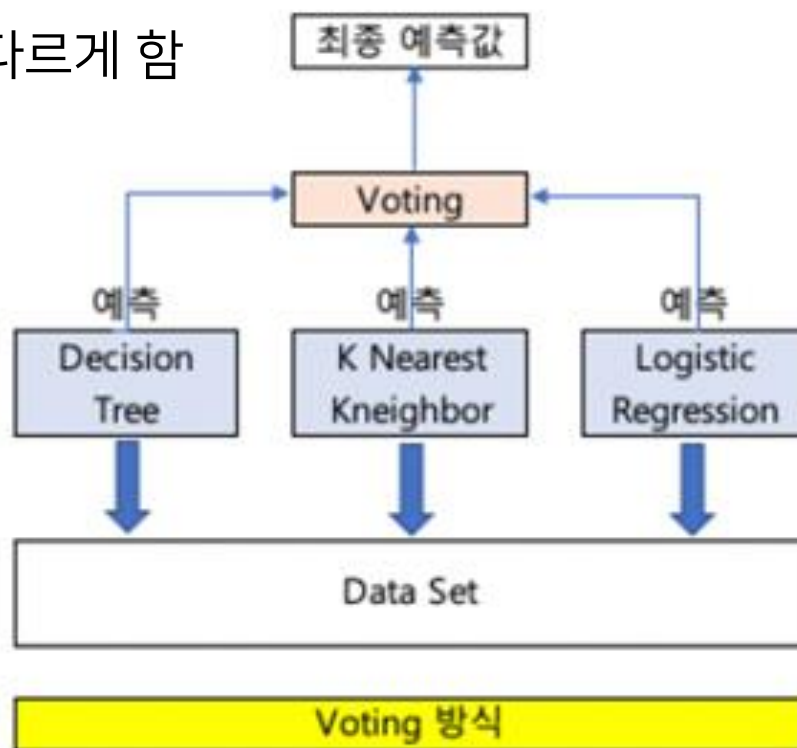 다르게 함
최종 예측값
Voting
예측
예측
예측
Decision
Tree
K Nearest
Kneighbor
Logistic
Regression
Data Set
Voting 방식